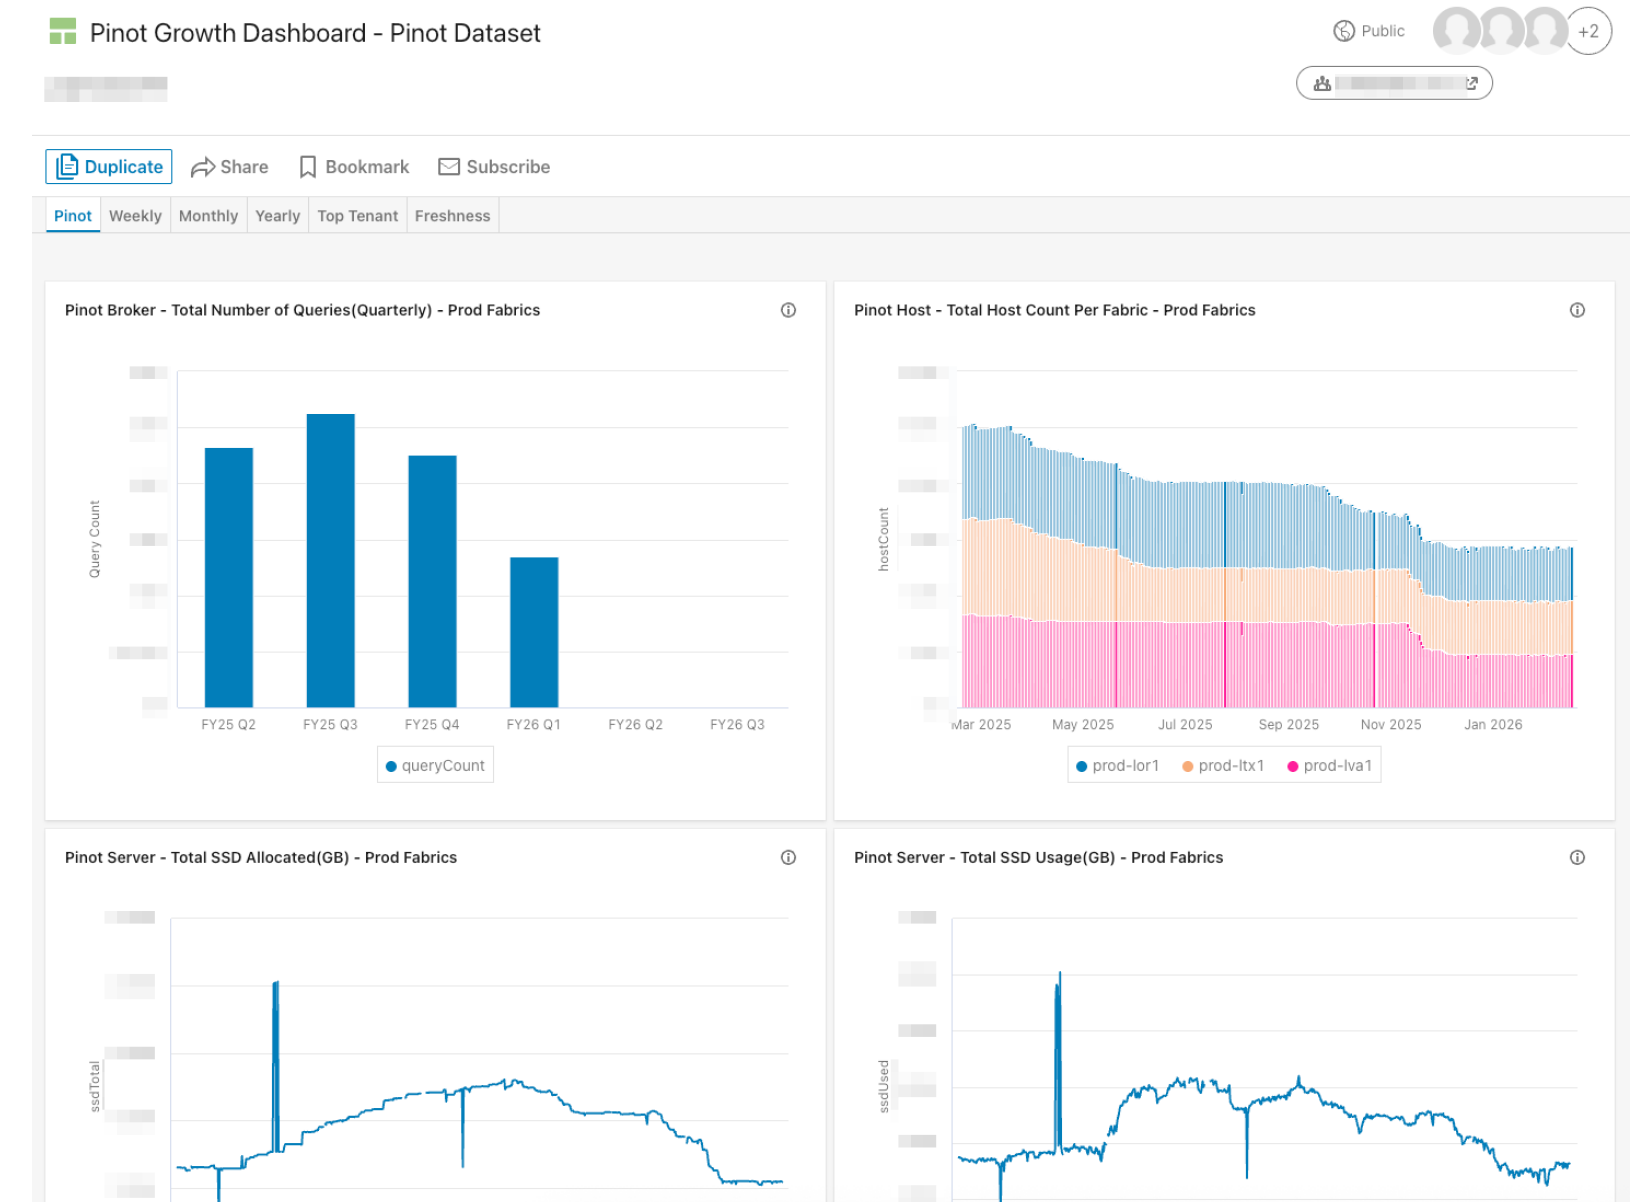 Pinot Growth Dashboard - Pinot Dataset
Public
+2
Duplicate
Share
Bookmark
Subscribe
Pinot
Weekly
Monthly
Yearly
Top Tenant
Freshness
Pinot Broker - Total Number of Queries(Quarterly) - Prod Fabrics
Query Count
FY25 Q2
FY25 Q3
FY25 Q4
FY26 Q1
FY26 Q2
FY26 Q3
queryCount
Pinot Host - Total Host Count Per Fabric - Prod Fabrics
hostCount
Mar 2025
May 2025
Jul 2025
Sep 2025
Nov 2025
Jan 2026
prod-lor1
prod-ltx1
prod-lva1
Pinot Server - Total SSD Allocated(GB) - Prod Fabrics
ssdTotal
Pinot Server - Total SSD Usage(GB) - Prod Fabrics
ssdUsed